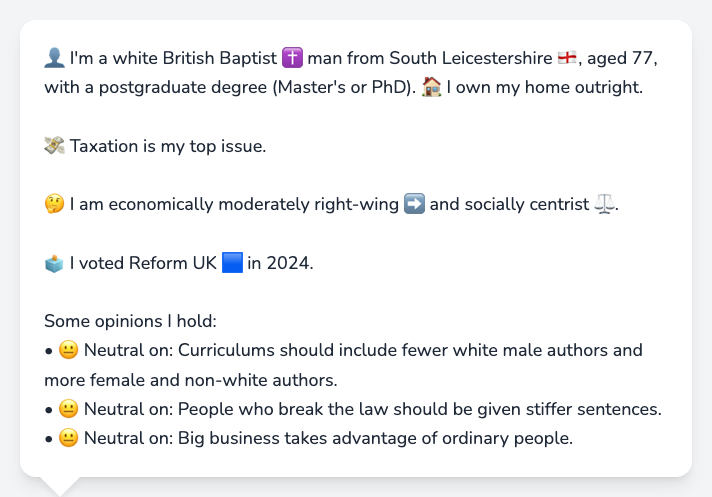 👤 I'm a white British Baptist ✝️ man from South Leicestershire 🏴󠁧󠁢󠁥󠁮󠁧󠁿, aged 77,
with a postgraduate degree (Master's or PhD). 🏠 I own my home outright.
💸 Taxation is my top issue.
🤔 I am economically moderately right-wing ➡️ and socially centrist ⚖️.
🗳️ I voted Reform UK 🟦 in 2024.
Some opinions I hold:
• 😐 Neutral on: Curriculums should include fewer white male authors and
more female and non-white authors.
• 😐 Neutral on: People who break the law should be given stiffer sentences.
• 😐 Neutral on: Big business takes advantage of ordinary people.